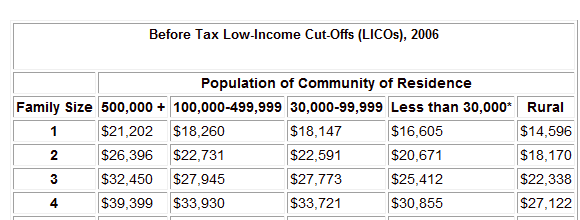 Before Tax Low-Income Cut-Offs (LICOs), 2006
Population of Community of Residence
Family Size 500,000 + 100,000-499,999 30,000-99,999 Less than 30,000* Rural
1 $21,202 $18,260 $18,147 $16,605 $14,596
2 $26,396 $22,731 $22,591 $20,671 $18,170
3 $32,450 $27,945 $27,773 $25,412 $22,338
4 $39,399 $33,930 $33,721 $30,855 $27,122